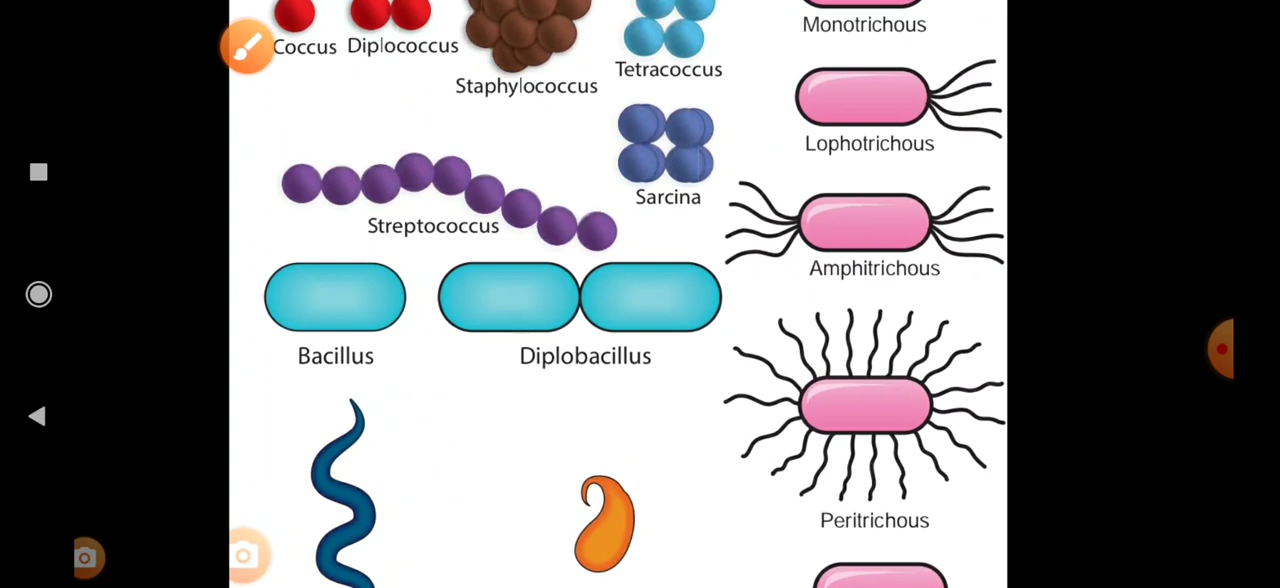 Coccus
Diplococcus
Staphylococcus
Tetracoccus
Sarcina
Streptococcus
Bacillus
Diplobacillus
Monotrichous
Lophotrichous
Amphitrichous
Peritrichous